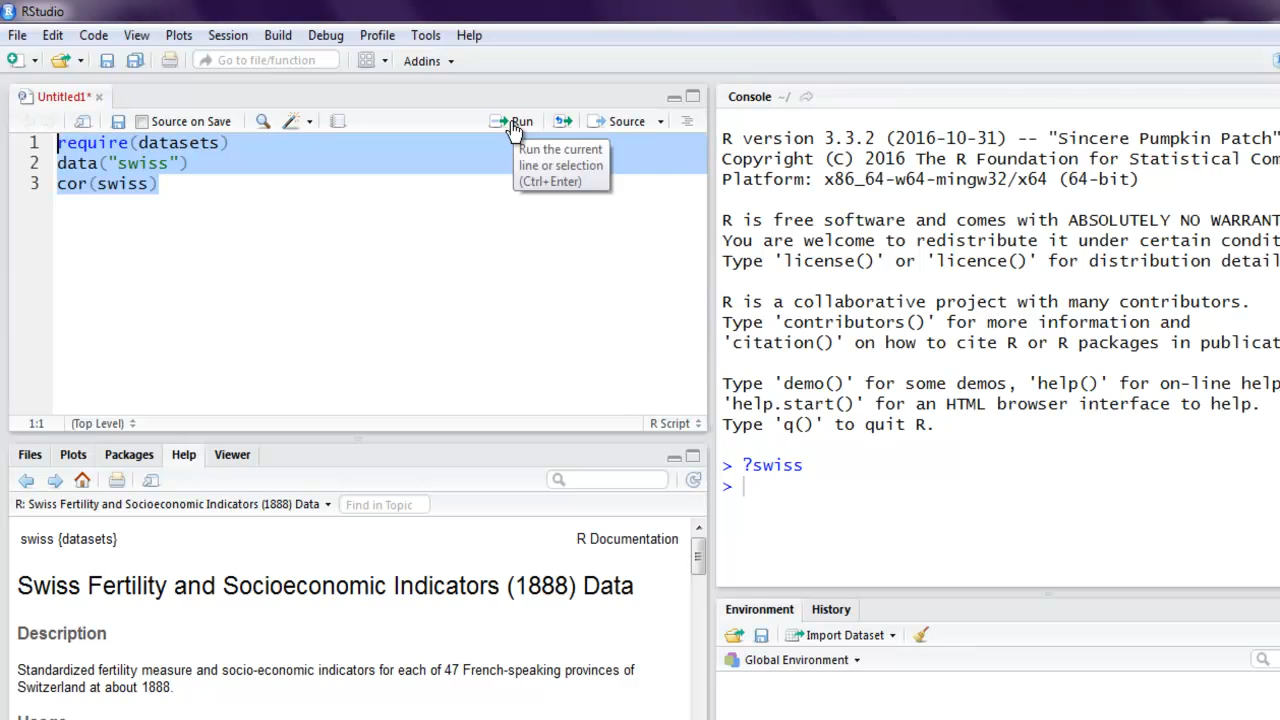 RStudio
File Edit Code View Plots Session Build Debug Profile Tools Help
Go to file/function Addins
Untitled1*
Source on Save Run Source
1 require(datasets)
2 data("swiss")
3 cor(swiss)
Run the current
line or selection
(Ctrl+Enter)
1:1 (Top Level) R Script
Files Plots Packages Help Viewer
R: Swiss Fertility and Socioeconomic Indicators (1888) Data Find in Topic
swiss {datasets} R Documentation
Swiss Fertility and Socioeconomic Indicators (1888) Data
Description
Standardized fertility measure and socio-economic indicators for each of 47 French-speaking provinces of
Switzerland at about 1888.
Usage
Console ~/
R version 3.3.2 (2016-10-31) -- "Sincere Pumpkin Patch"
Copyright (C) 2016 The R Foundation for Statistical Com
Platform: x86_64-w64-mingw32/x64 (64-bit)
R is free software and comes with ABSOLUTELY NO WARRANT
You are welcome to redistribute it under certain condit
Type 'license()' or 'licence()' for distribution detail
R is a collaborative project with many contributors.
Type 'contributors()' for more information and
'citation()' on how to cite R or R packages in publicat
Type 'demo()' for some demos, 'help()' for on-line help
'help.start()' for an HTML browser interface to help.
Type 'q()' to quit R.
> ?swiss
>
Environment History
Import Dataset
Global Environment